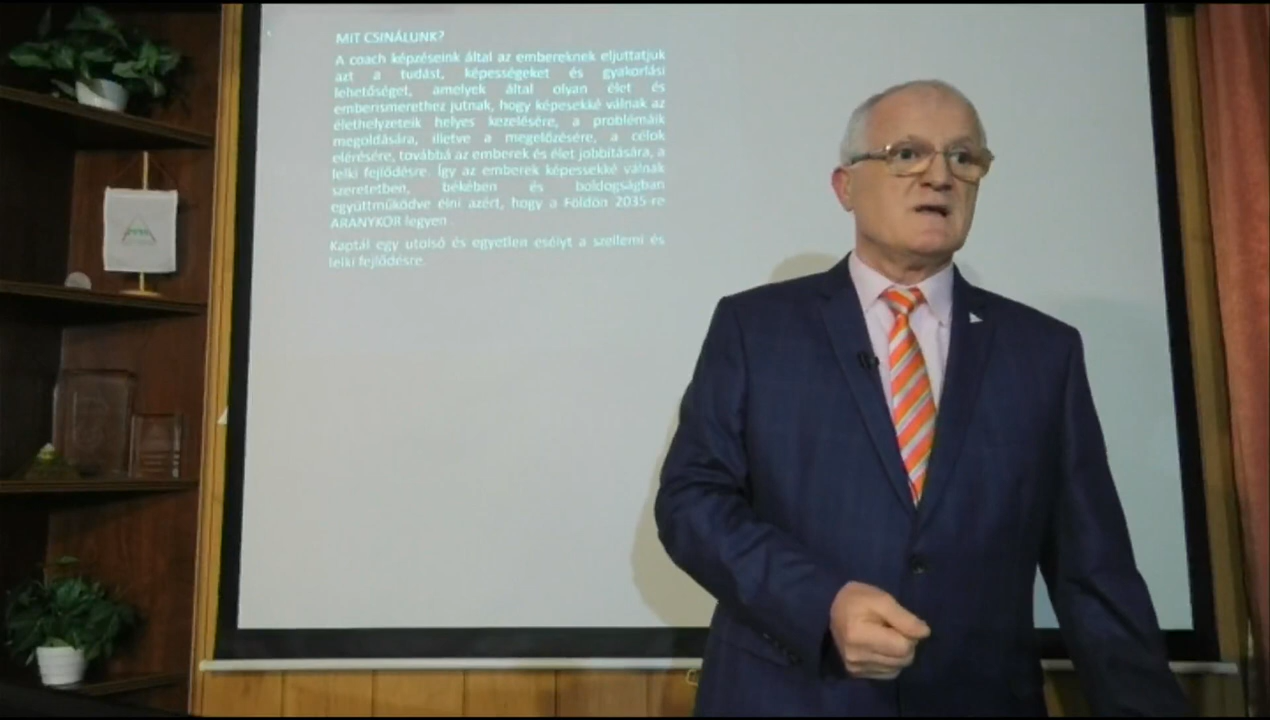 MIT CSINÁLUNK?
A coach képzéseink által az embereknek eljuttatjuk
azt a tudást, képességeket és gyakorlási
lehetőséget, amelyek által olyan élet és
emberismerethez jutnak, hogy képesekké válnak az
élethelyzeteik helyes kezelésére, a problémáik
megoldására, illetve a megelőzésére, a célok
elérésére, továbbá az emberek és élet jobbítására, a
lelki fejlődésre. Így az emberek képessekké válnak
szeretetben, békében és boldogságban
együttműködve élni azért, hogy a Földön 2035-re
ARANYKOR legyen.
Kaptál egy utolsó és egyetlen esélyt a szellemi és
lelki fejlődésre.